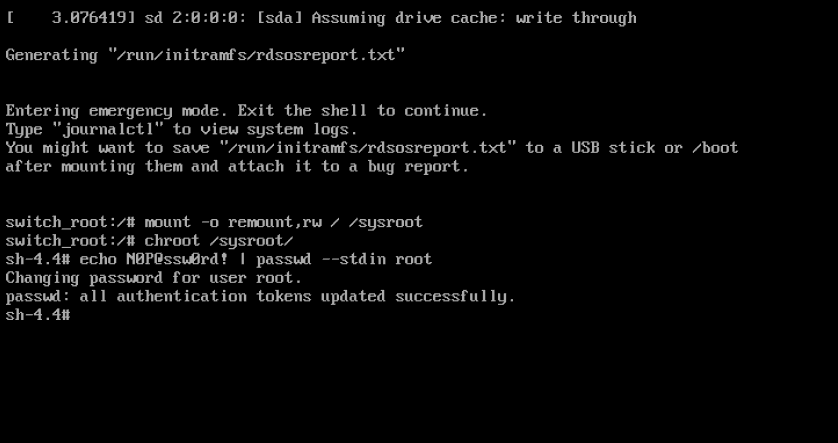 [    3.076419] sd 2:0:0:0: [sda] Assuming drive cache: write through
Generating "/run/initramfs/rdsosreport.txt"
Entering emergency mode. Exit the shell to continue.
Type "journalctl" to view system logs.
You might want to save "/run/initramfs/rdsosreport.txt" to a USB stick or /boot
after mounting them and attach it to a bug report.
switch_root:/# mount -o remount,rw / /sysroot
switch_root:/# chroot /sysroot/
sh-4.4# echo N0P@ssw0rd! | passwd --stdin root
Changing password for user root.
passwd: all authentication tokens updated successfully.
sh-4.4#